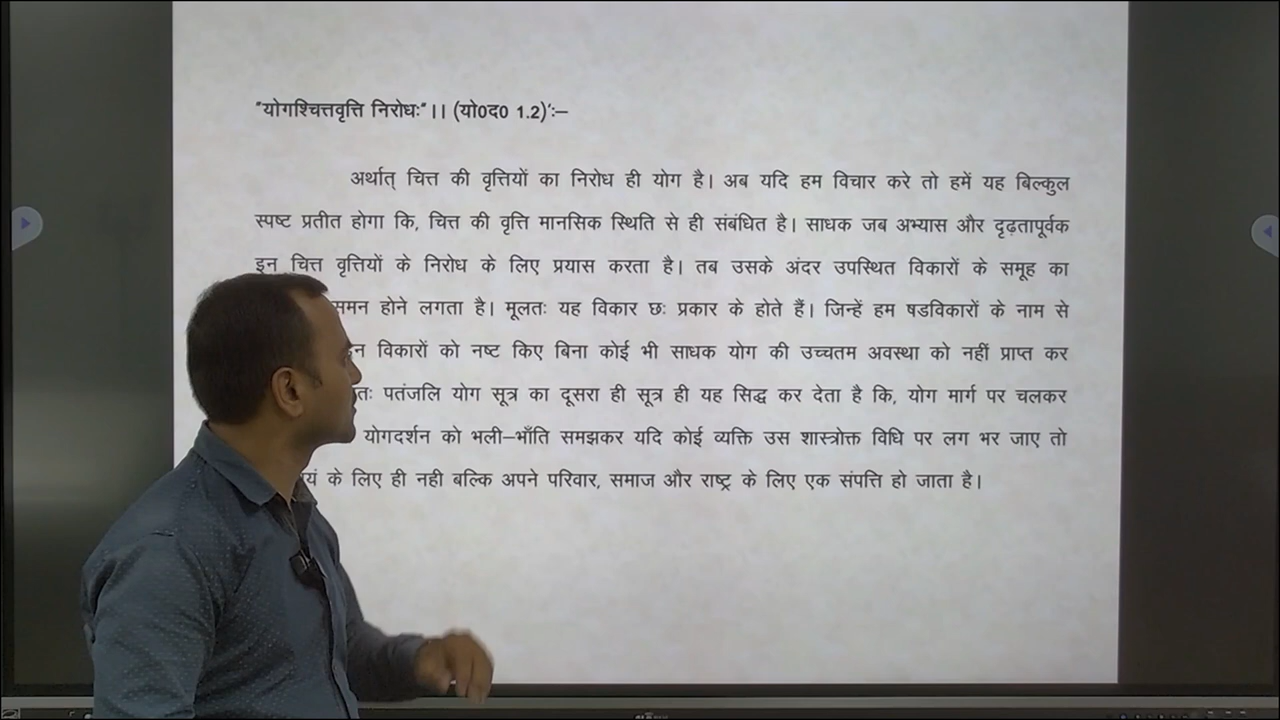 "योगश्चित्तवृत्ति निरोधः"।। (यो0द0 1.2)':–
अर्थात् चित्त की वृत्तियों का निरोध ही योग है। अब यदि हम विचार करे तो हमें यह बिल्कुल
स्पष्ट प्रतीत होगा कि, चित्त की वृत्ति मानसिक स्थिति से ही संबंधित है। साधक जब अभ्यास और दृढ़तापूर्वक
इन चित्त वृत्तियों के निरोध के लिए प्रयास करता है। तब उसके अंदर उपस्थित विकारों के समूह का
होने लगता है। मूलतः यह विकार छः प्रकार के होते हैं। जिन्हें हम षडविकारों के नाम से
विकारों को नष्ट किए बिना कोई भी साधक योग की उच्चतम अवस्था को नहीं प्राप्त कर
पतंजलि योग सूत्र का दूसरा ही सूत्र ही यह सिद्ध कर देता है कि, योग मार्ग पर चलकर
योगदर्शन को भली–भाँति समझकर यदि कोई व्यक्ति उस शास्त्रोक्त विधि पर लग भर जाए तो
के लिए ही नही बल्कि अपने परिवार, समाज और राष्ट्र के लिए एक संपत्ति हो जाता है।